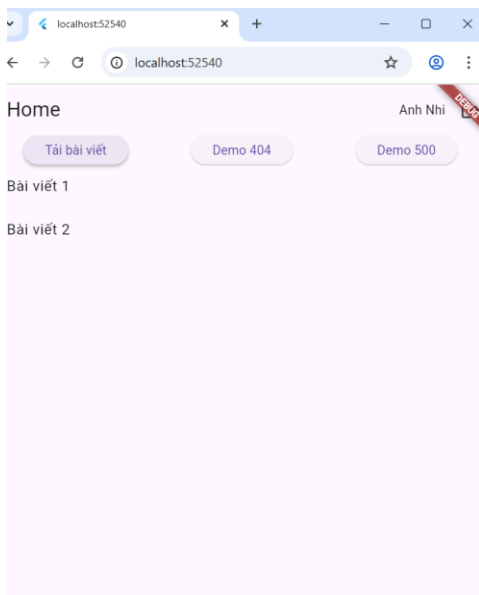 localhost:52540
localhost:52540
Home
Anh Nhi
DEBUG
Tải bài viết
Demo 404
Demo 500
Bài viết 1
Bài viết 2